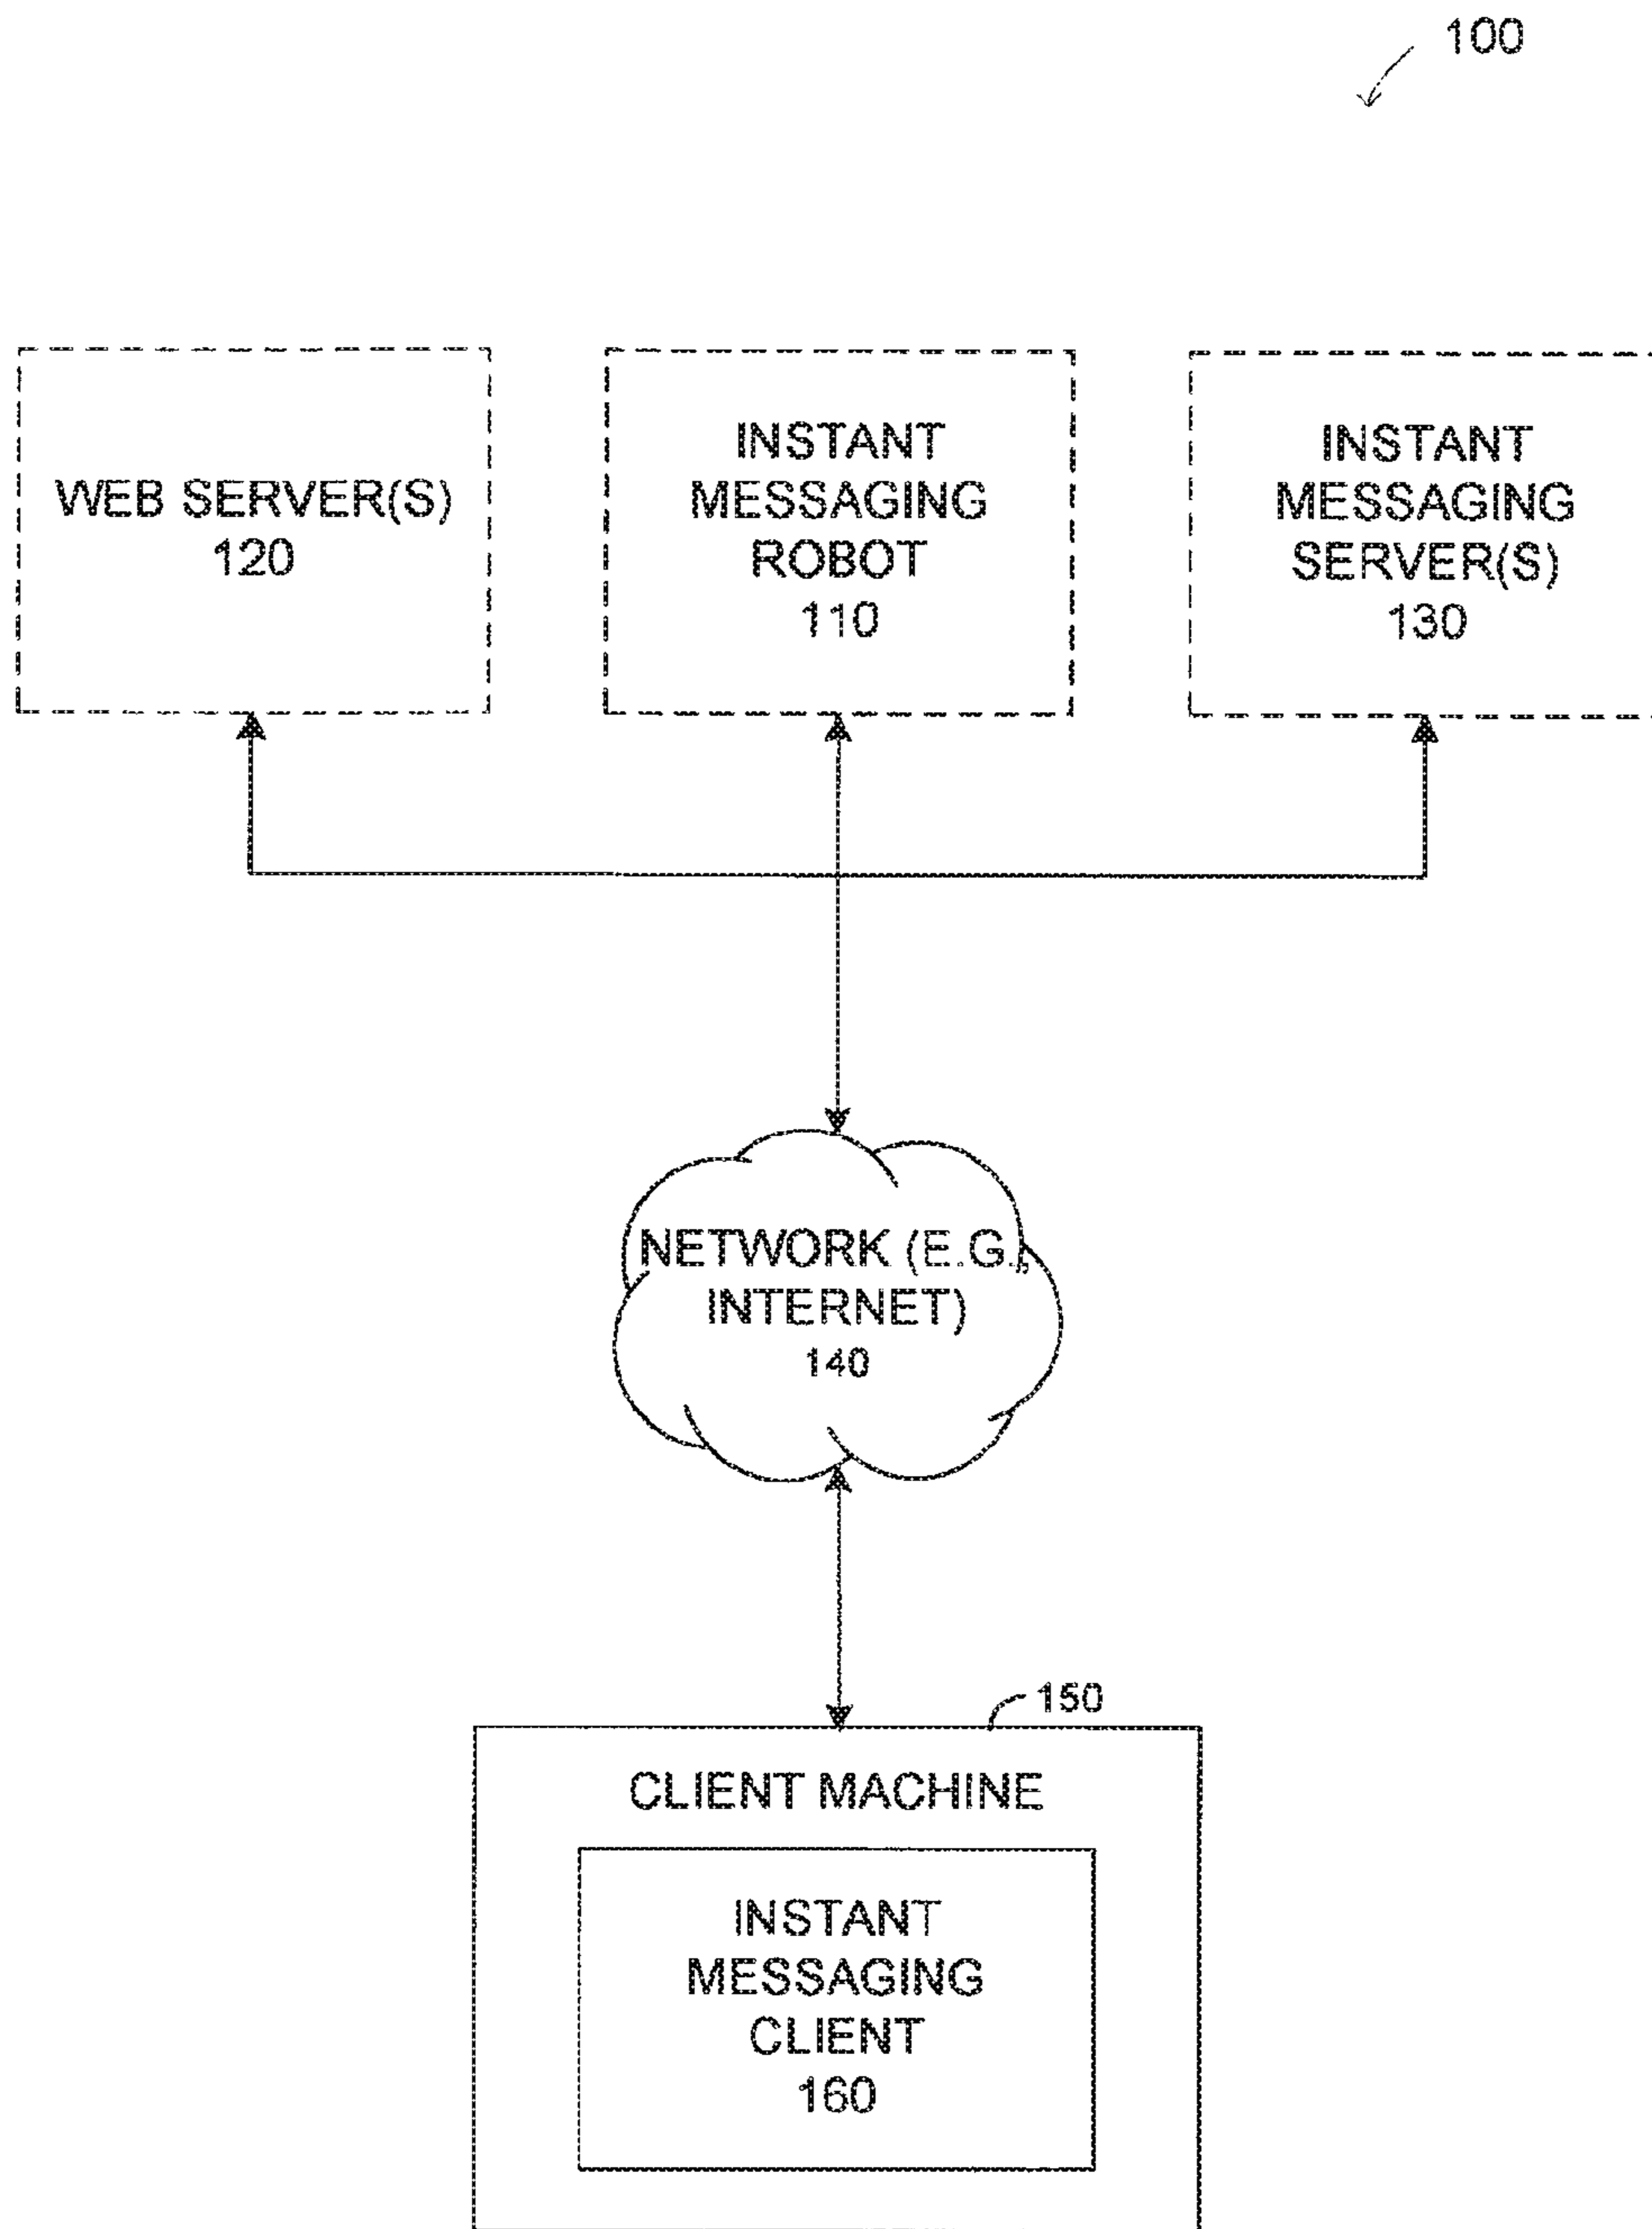 100
WEB SERVER(S)
120
INSTANT
MESSAGING
ROBOT
110
INSTANT
MESSAGING
SERVER(S)
130
NETWORK (E.G.,
INTERNET)
140
150
CLIENT MACHINE
INSTANT
MESSAGING
CLIENT
160